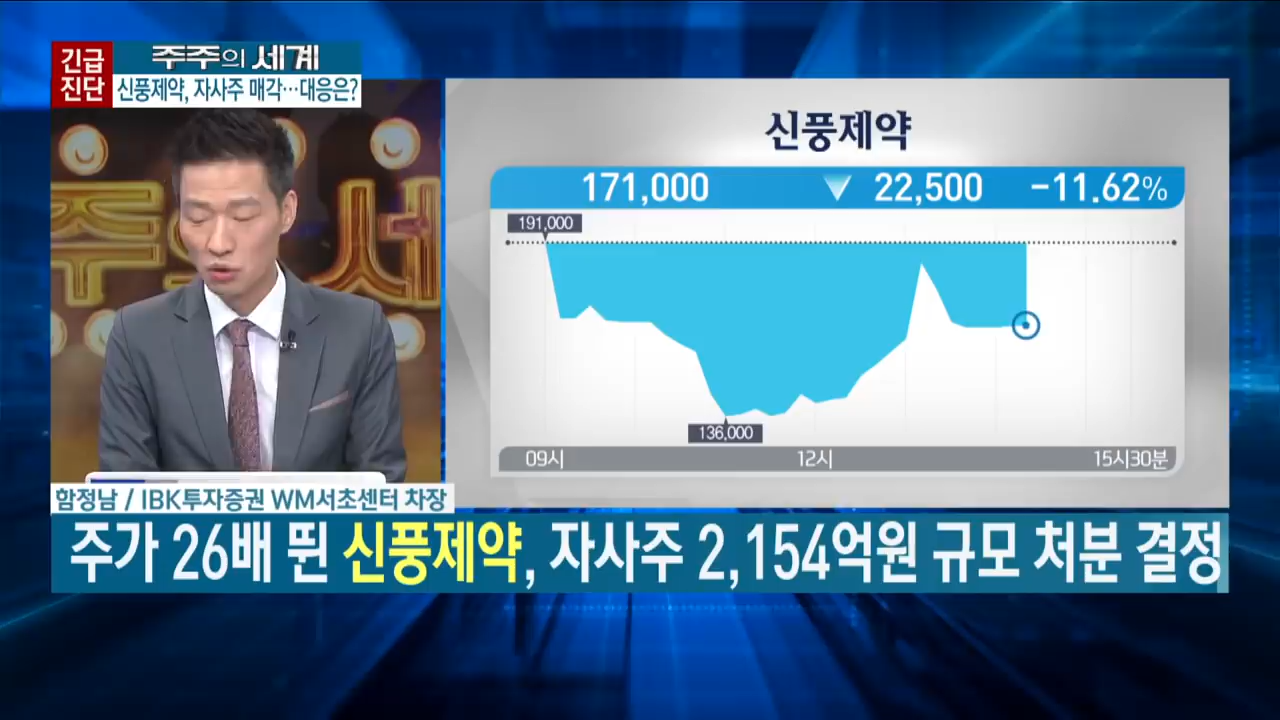 긴급
진단
주주의 세계
신풍제약, 자사주 매각…대응은?
주의 세
신풍제약
171,000 ▼ 22,500 -11.62%
191,000
136,000
09시 12시 15시30분
함정남 / IBK투자증권 WM서초센터 차장
주가 26배 뛴 신풍제약, 자사주 2,154억원 규모 처분 결정